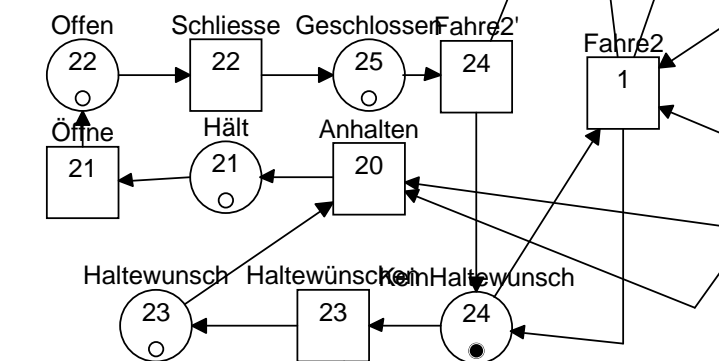 Offen Schliesse Geschlossen Fahre2' Fahre2
22 22 25 24 1
Öffne Hält Anhalten
21 21 20
Haltewunsch Haltewünschen KeinHaltewunsch
23 23 24